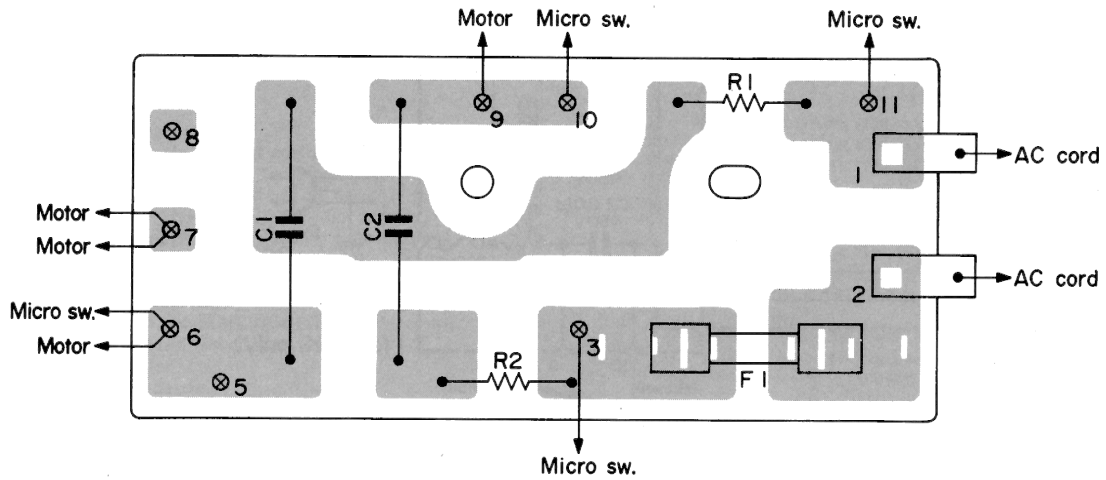 Motor Micro sw. Micro sw.
R1
9 10 11
8
1 AC cord
Motor
7
Motor
C1 C2
2 AC cord
Micro sw.
6
Motor
3
R2
F1
5
Micro sw.